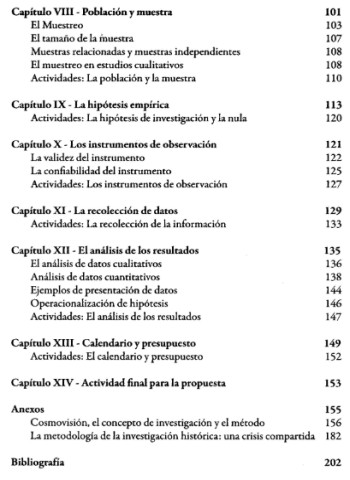 Capítulo VIII - Población y muestra 101
El Muestreo 103
El tamaño de la muestra 107
Muestras relacionadas y muestras independientes 108
El muestreo en estudios cualitativos 108
Actividades: La población y la muestra 110
Capítulo IX - La hipótesis empírica 113
Actividades: La hipótesis de investigación y la nula 120
Capítulo X - Los instrumentos de observación 121
La validez del instrumento 122
La confiabilidad del instrumento 125
Actividades: Los instrumentos de observación 127
Capítulo XI - La recolección de datos 129
Actividades: La recolección de la información 133
Capítulo XII - El análisis de los resultados 135
El análisis de datos cualitativos 136
Análisis de datos cuantitativos 138
Ejemplos de presentación de datos 144
Operacionalización de hipótesis 146
Actividades: El análisis de los resultados 147
Capítulo XIII - Calendario y presupuesto 149
Actividades: El calendario y presupuesto 152
Capítulo XIV - Actividad final para la propuesta 153
Anexos 155
Cosmovisión, el concepto de investigación y el método 156
La metodología de la investigación histórica: una crisis compartida 182
Bibliografía 202